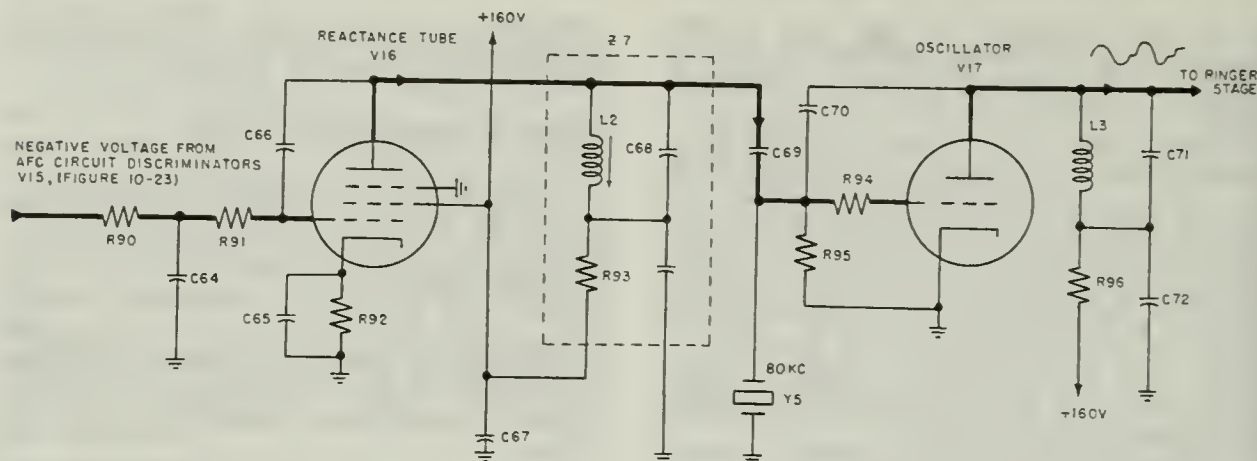 +160V
REACTANCE TUBE
V16
Z 7
OSCILLATOR
V17
TO RINGER
STAGE
NEGATIVE VOLTAGE FROM
AFC CIRCUIT DISCRIMINATORS
V15, (FIGURE 10-23)
C66
L2
C68
C69
C70
L3
C71
R90
R91
R94
C64
C65
R92
R93
R95
R96
C72
80KC
Y5
C67
+160V